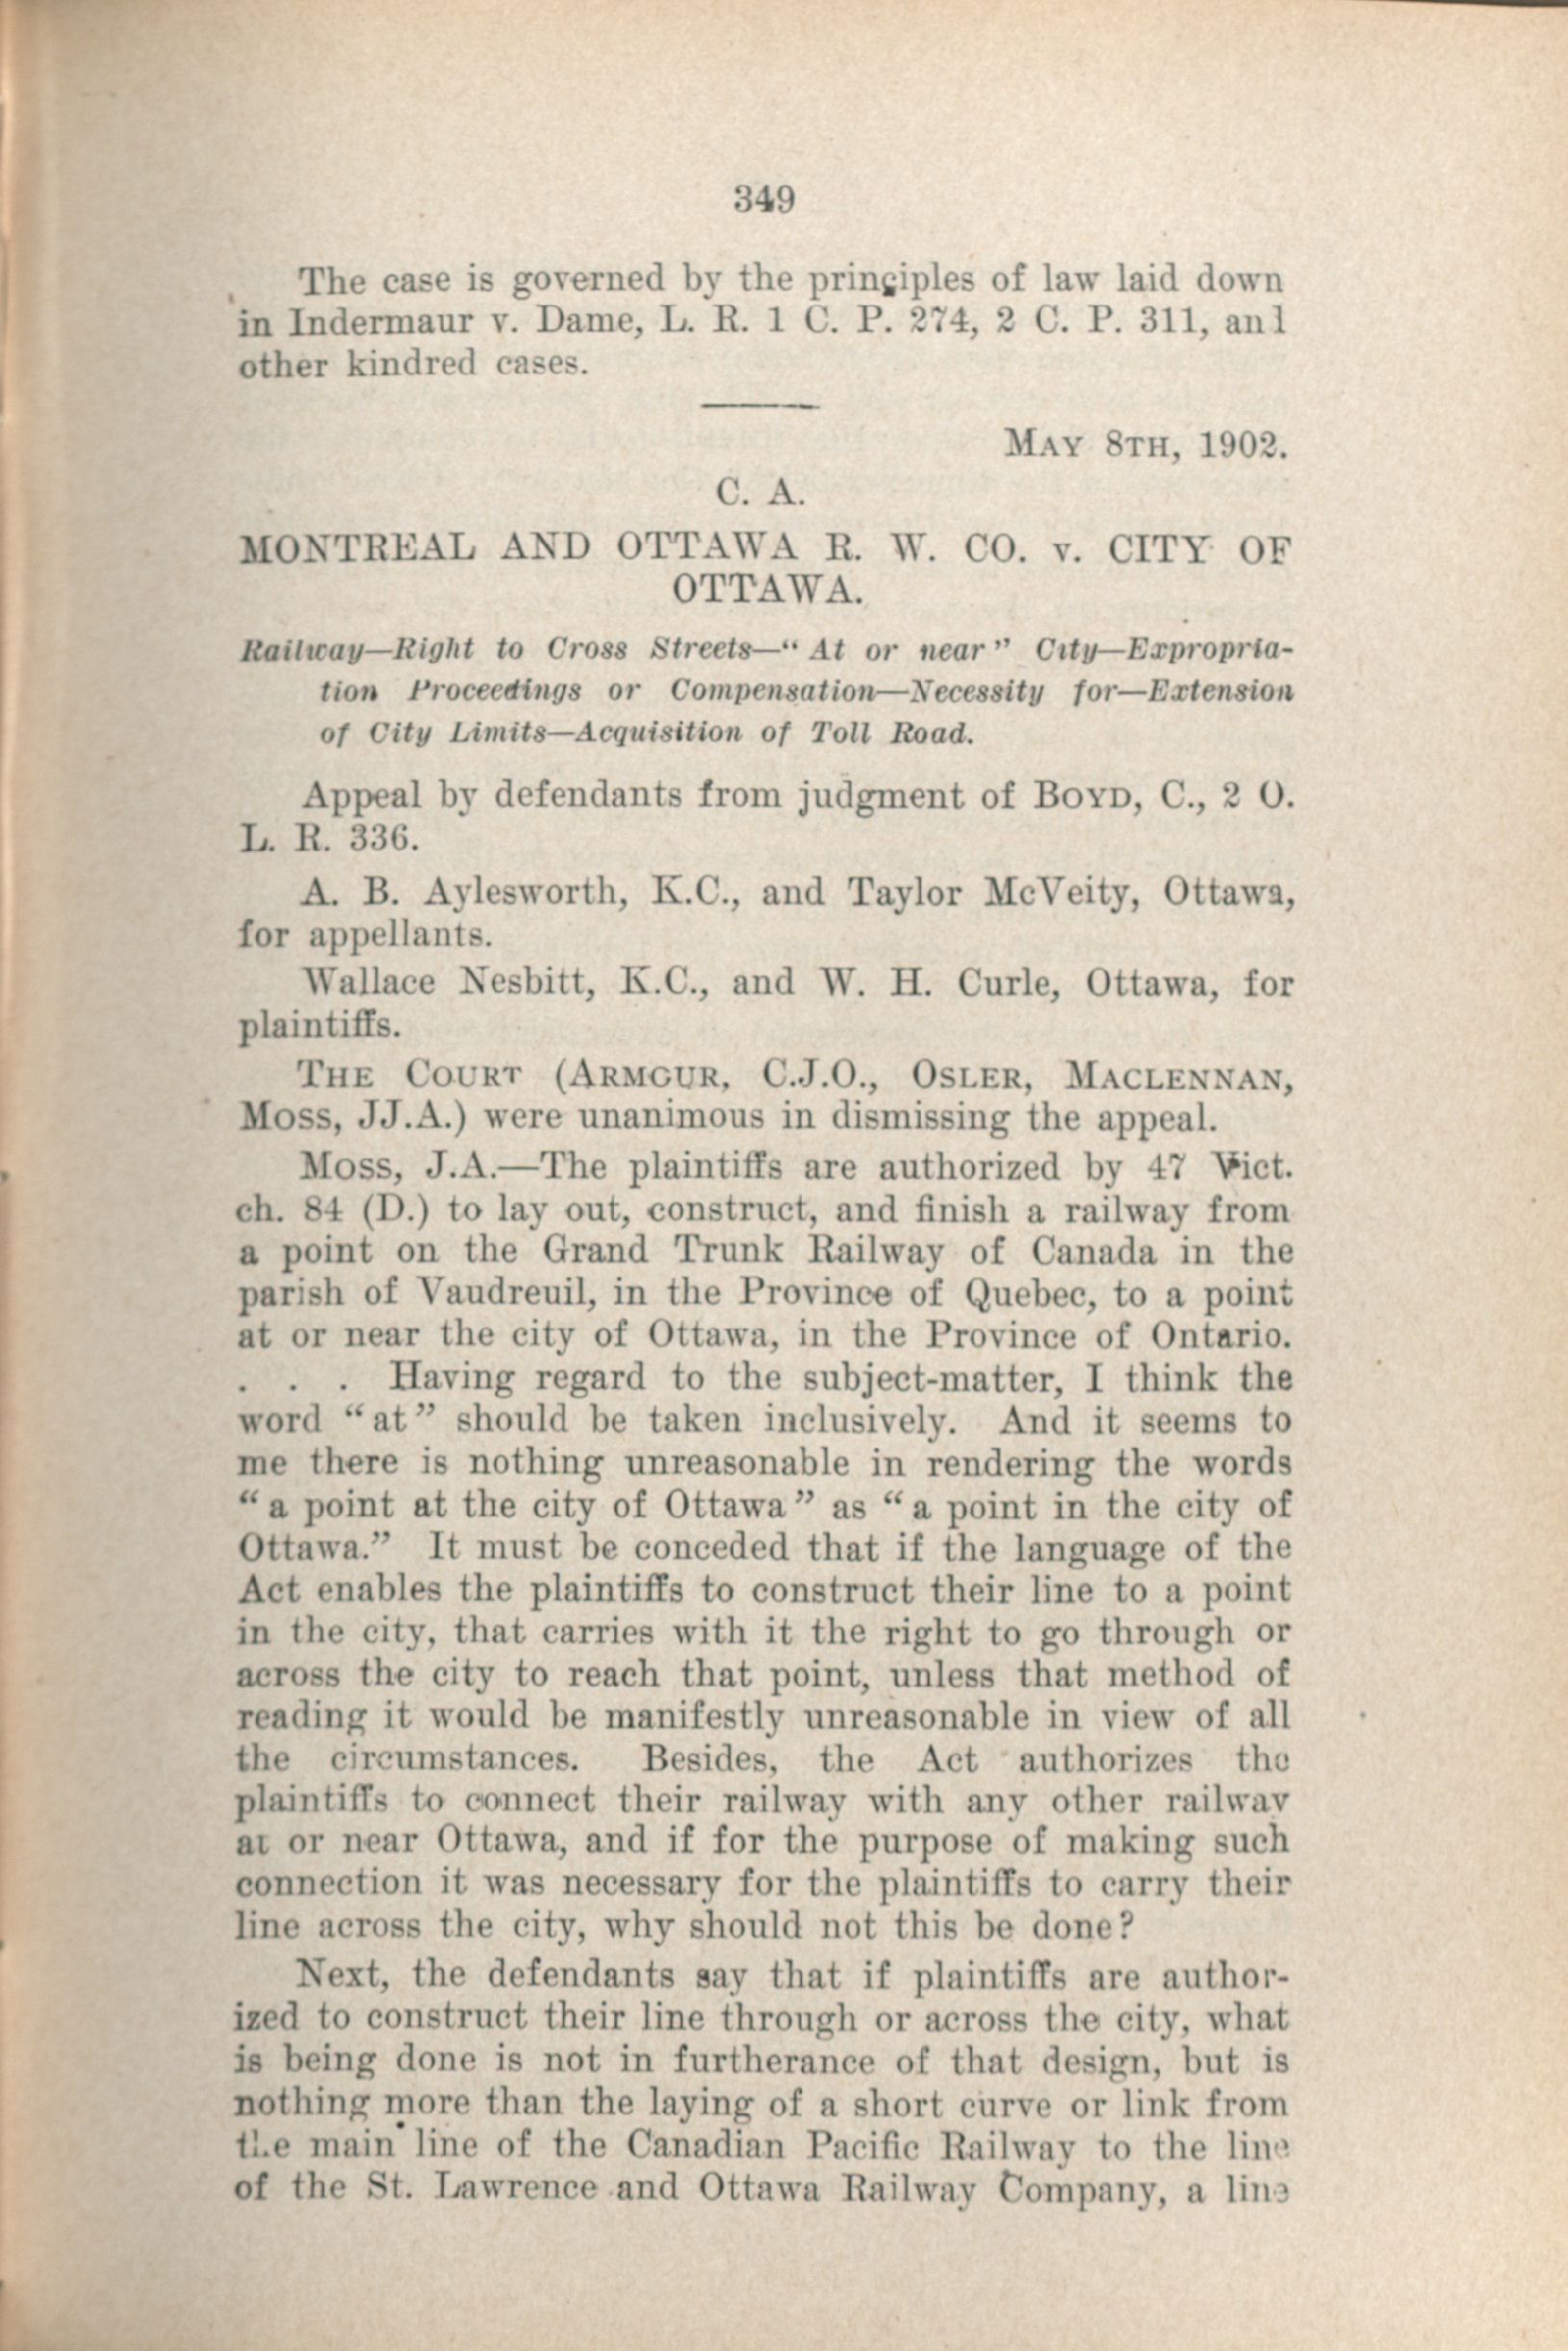 349
The case is governed by the principles of law laid down
in Indermaur v. Dame, L. R. 1 C. P. 274, 2 C. P. 311, and
other kindred cases.
MAY 8TH, 1902.
C. A.
MONTREAL AND OTTAWA R. W. CO. v. CITY OF
OTTAWA.
Railway—Right to Cross Streets—“ At or near ” City—Expropria-
tion Proceedings or Compensation—Necessity for—Extension
of City Limits—Acquisition of Toll Road.
Appeal by defendants from judgment of BOYD, C., 2 O.
L. R. 336.
A. B. Aylesworth, K.C., and Taylor McVeity, Ottawa,
for appellants.
Wallace Nesbitt, K.C., and W. H. Curle, Ottawa, for
plaintiffs.
THE COURT (ARMOUR, C.J.O., OSLER, MACLENNAN,
MOSS, JJ.A.) were unanimous in dismissing the appeal.
MOSS, J.A.—The plaintiffs are authorized by 47 Vict.
ch. 84 (D.) to lay out, construct, and finish a railway from
a point on the Grand Trunk Railway of Canada in the
parish of Vaudreuil, in the Province of Quebec, to a point
at or near the city of Ottawa, in the Province of Ontario.
. . . Having regard to the subject-matter, I think the
word “at” should be taken inclusively. And it seems to
me there is nothing unreasonable in rendering the words
“a point at the city of Ottawa” as “a point in the city of
Ottawa.” It must be conceded that if the language of the
Act enables the plaintiffs to construct their line to a point
in the city, that carries with it the right to go through or
across the city to reach that point, unless that method of
reading it would be manifestly unreasonable in view of all
the circumstances. Besides, the Act authorizes the
plaintiffs to connect their railway with any other railway
at or near Ottawa, and if for the purpose of making such
connection it was necessary for the plaintiffs to carry their
line across the city, why should not this be done?
Next, the defendants say that if plaintiffs are author-
ized to construct their line through or across the city, what
is being done is not in furtherance of that design, but is
nothing more than the laying of a short curve or link from
the main line of the Canadian Pacific Railway to the line
of the St. Lawrence and Ottawa Railway Company, a line